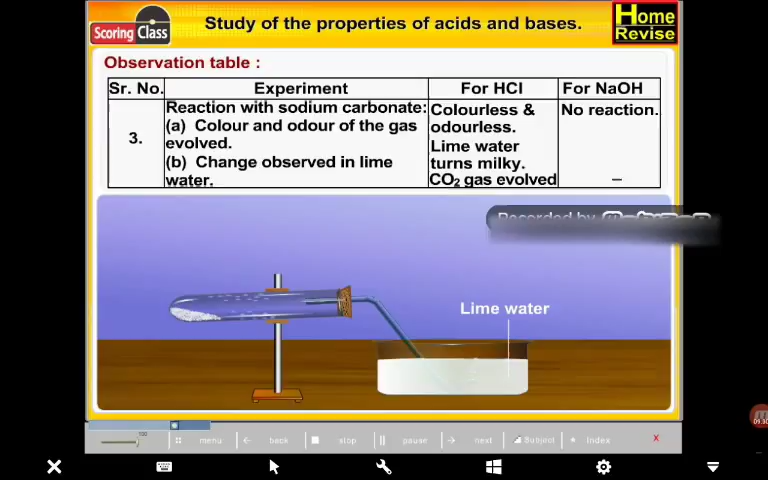 Scoring Class
Study of the properties of acids and bases.
Home
Revise
Observation table :
Sr. No. Experiment For HCl For NaOH
3.
Reaction with sodium carbonate:
(a) Colour and odour of the gas
evolved.
(b) Change observed in lime
water.
Colourless &
odourless.
Lime water
turns milky.
CO₂ gas evolved
No reaction.
–
Recorded by
Lime water
100
menu back stop pause next Subject Index x
09:30